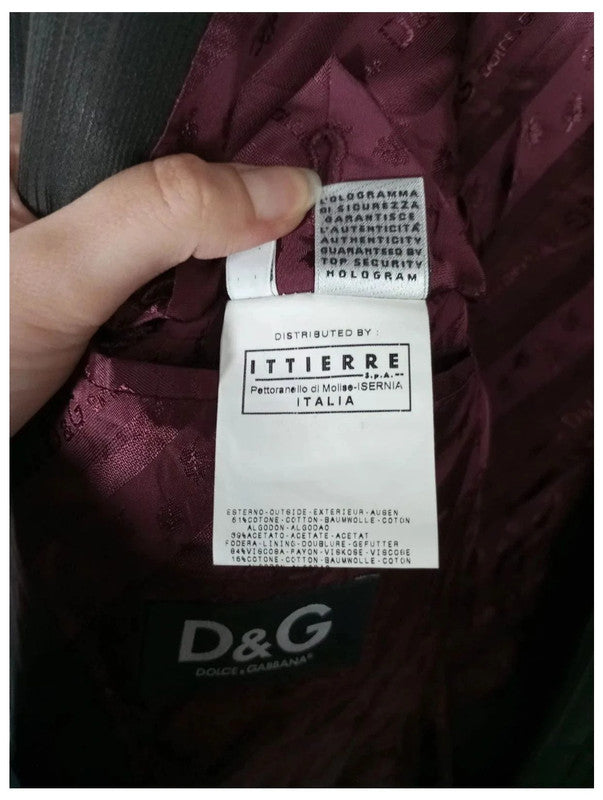 L'OLOGRAMMA
DI SICUREZZA
GARANTISCE
L'AUTENTICITÀ
AUTHENTICITY
GUARANTEED BY
TOP SECURITY
HOLOGRAM
DISTRIBUTED BY :
ITTIERRE
S.p.A.
Pettoranello di Molise-ISERNIA
ITALIA
ESTERNO-OUTSIDE-EXTERIEUR-AUßEN
61%COTONE-COTTON-BAUMWOLLE-COTON
ALGODON-ALGODAO
39%ACETATO-ACETATE-ACETAT
FODERA-LINING-DOUBLURE-GEFUTTER
84%VISCOSA-RAYON-VISKOSE-VISCOSE
16%COTONE-COTTON-BAUMWOLLE-COTON
D&G
DOLCE & GABBANA®
D&G